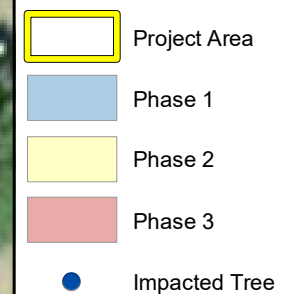 Project Area
Phase 1
Phase 2
Phase 3
Impacted Tree